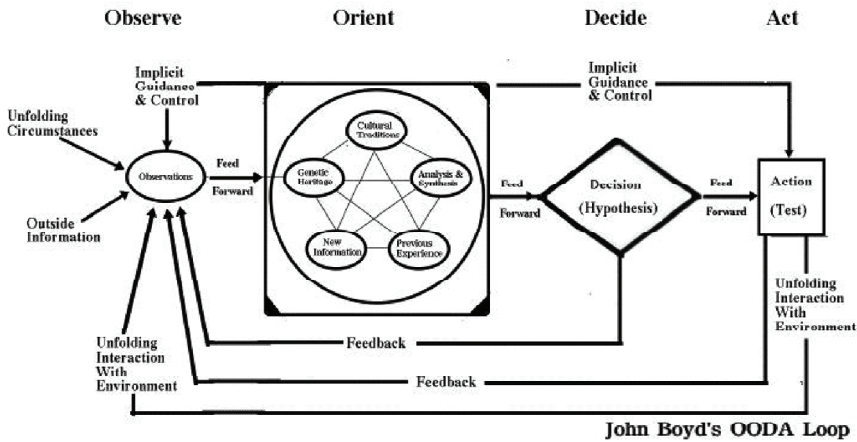 Observe
Orient
Decide
Act
Implicit
Guidance
& Control
Unfolding
Circumstances
Observations
Outside
Information
Feed
Forward
Cultural
Traditions
Genetic
Heritage
Analysis &
Synthesis
New
Information
Previous
Experience
Feed
Forward
Implicit
Guidance
& Control
Decision
(Hypothesis)
Feed
Forward
Action
(Test)
Unfolding
Interaction
With
Environment
Feedback
Unfolding
Interaction
With
Environment
Feedback
John Boyd's OODA Loop